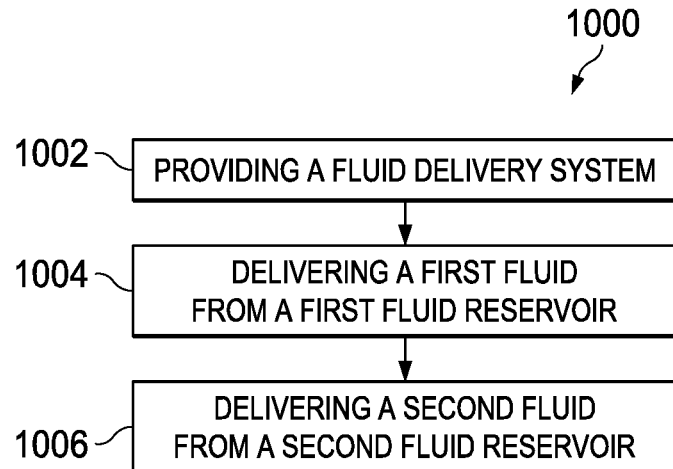 1000
1002
PROVIDING A FLUID DELIVERY SYSTEM
1004
DELIVERING A FIRST FLUID
FROM A FIRST FLUID RESERVOIR
DELIVERING A SECOND FLUID
1006
FROM A SECOND FLUID RESERVOIR